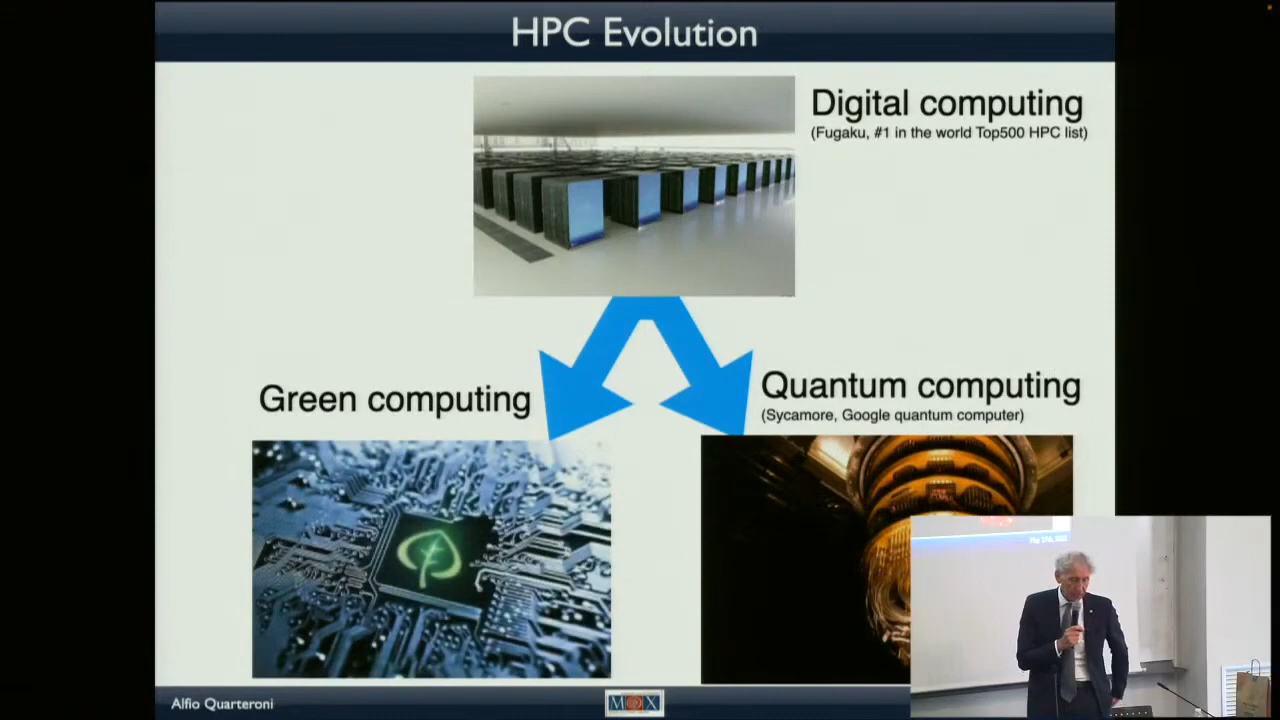 HPC Evolution
Digital computing
(Fugaku, #1 in the world Top500 HPC list)
Green computing
Quantum computing
(Sycamore, Google quantum computer)
Alfio Quarteroni
MOX